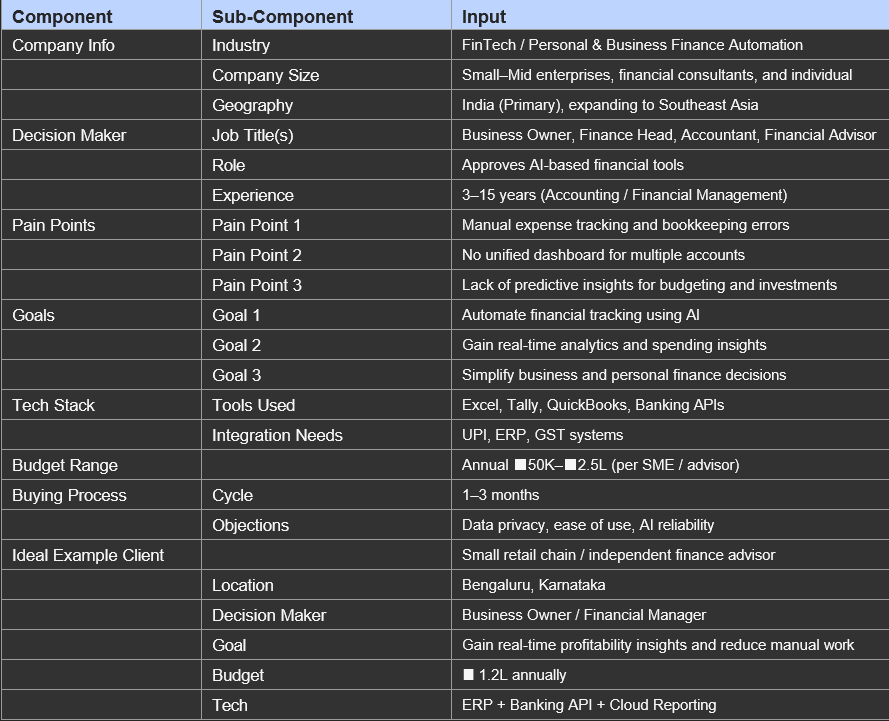 Component Sub-Component Input
Company Info Industry FinTech / Personal & Business Finance Automation
Company Size Small–Mid enterprises, financial consultants, and individual
Geography India (Primary), expanding to Southeast Asia
Decision Maker Job Title(s) Business Owner, Finance Head, Accountant, Financial Advisor
Role Approves AI-based financial tools
Experience 3–15 years (Accounting / Financial Management)
Pain Points Pain Point 1 Manual expense tracking and bookkeeping errors
Pain Point 2 No unified dashboard for multiple accounts
Pain Point 3 Lack of predictive insights for budgeting and investments
Goals Goal 1 Automate financial tracking using AI
Goal 2 Gain real-time analytics and spending insights
Goal 3 Simplify business and personal finance decisions
Tech Stack Tools Used Excel, Tally, QuickBooks, Banking APIs
Integration Needs UPI, ERP, GST systems
Budget Range Annual ■50K–■2.5L (per SME / advisor)
Buying Process Cycle 1–3 months
Objections Data privacy, ease of use, AI reliability
Ideal Example Client Small retail chain / independent finance advisor
Location Bengaluru, Karnataka
Decision Maker Business Owner / Financial Manager
Goal Gain real-time profitability insights and reduce manual work
Budget ■ 1.2L annually
Tech ERP + Banking API + Cloud Reporting